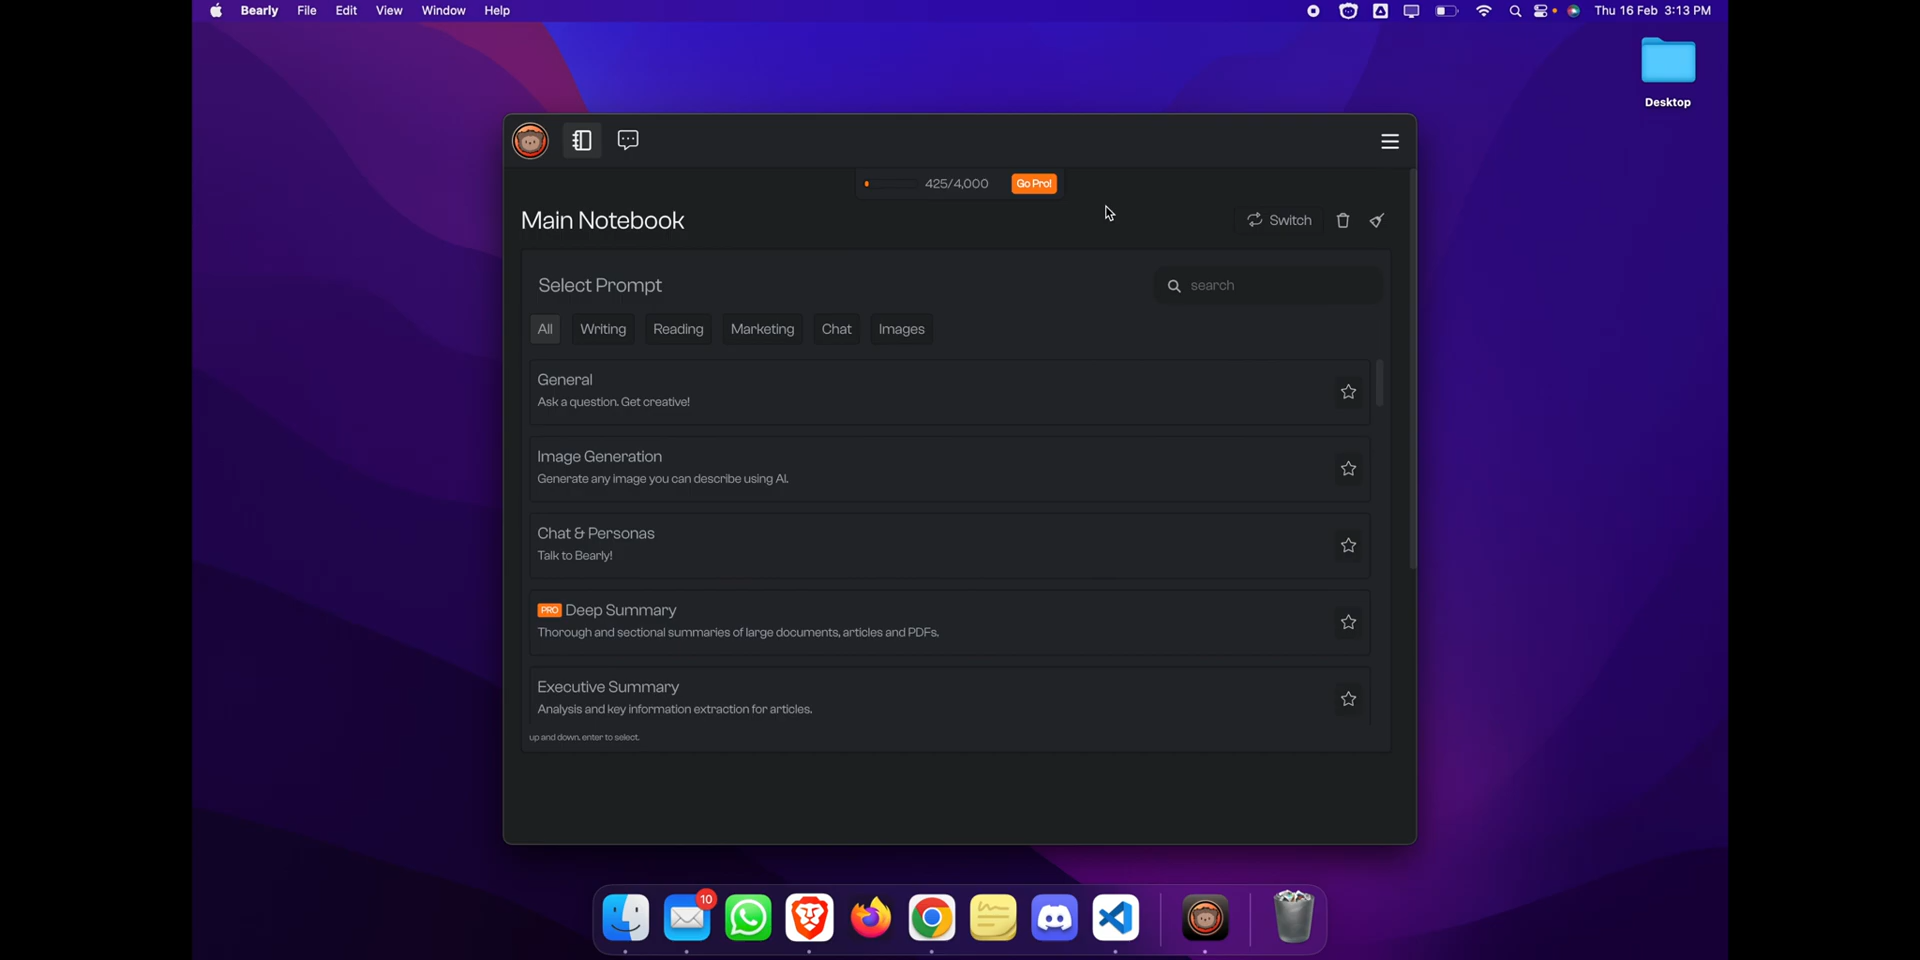 Bearly File Edit View Window Help Thu 16 Feb 3:13 PM
Desktop
425/4,000 Go Pro!
Main Notebook Switch
Select Prompt search
All Writing Reading Marketing Chat Images
General
Ask a question. Get creative!
Image Generation
Generate any image you can describe using AI.
Chat & Personas
Talk to Bearly!
PRO Deep Summary
Thorough and sectional summaries of large documents, articles and PDFs.
Executive Summary
Analysis and key information extraction for articles.
up and down. enter to select.
10